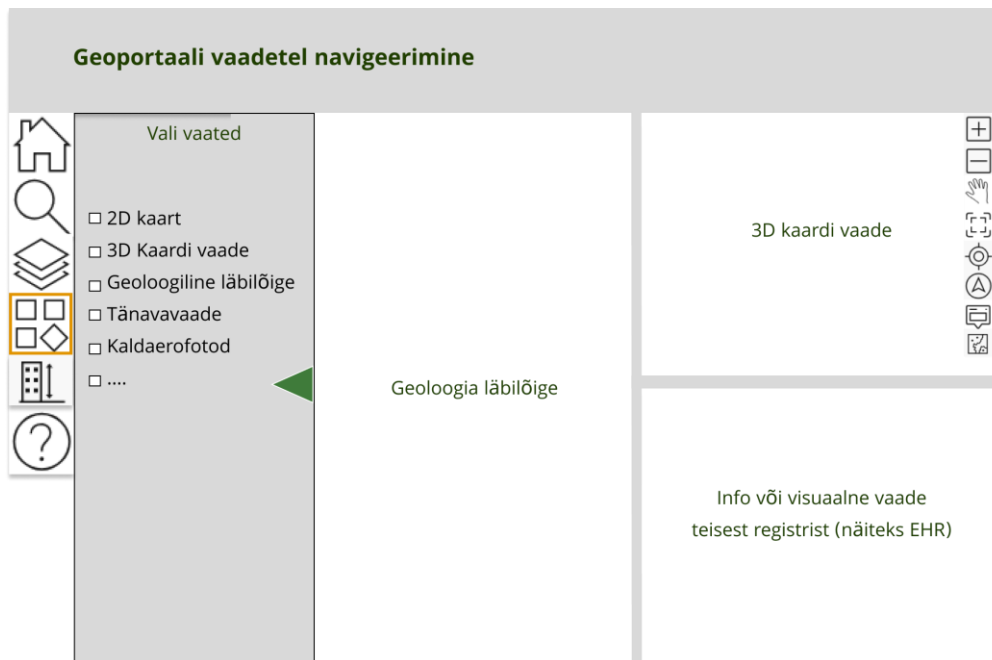 Geoportaali vaadetel navigeerimine
Vali vaated
2D kaart
3D Kaardi vaade
Geoloogiline läbilõige
Tänavavaade
Kaldaerofotod
....
Geoloogia läbilõige
3D kaardi vaade
Info või visuaalne vaade
teisest registrist (näiteks EHR)